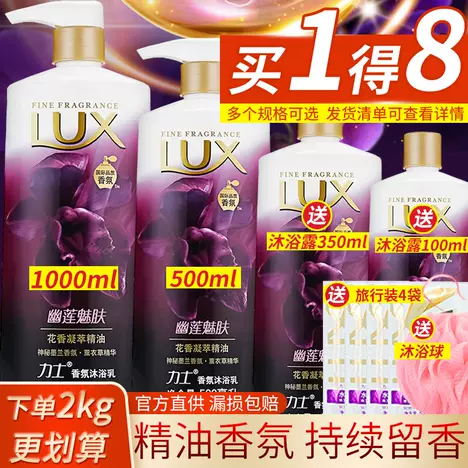 买1得8
多个规格可选 发货清单可查看详情
FINE FRAGRANCE
LUX
国际品质
香氛
1000ml
幽莲魅肤
花香凝萃精油
神秘墨兰香氛·薰衣草精华
力士®香氛沐浴乳
FINE FRAGRANCE
LUX
国际品质
香氛
500ml
幽莲魅肤
花香凝萃精油
神秘墨兰香氛·薰衣草精华
力士®香氛沐浴乳
FINE FRAGRANCE
LUX
送
沐浴露350ml
FINE FRAGRANCE
LUX
送
沐浴露100ml
送 旅行装4袋
送
沐浴球
下单2kg
更划算
官方直供 漏损包赔
精油香氛 持续留香